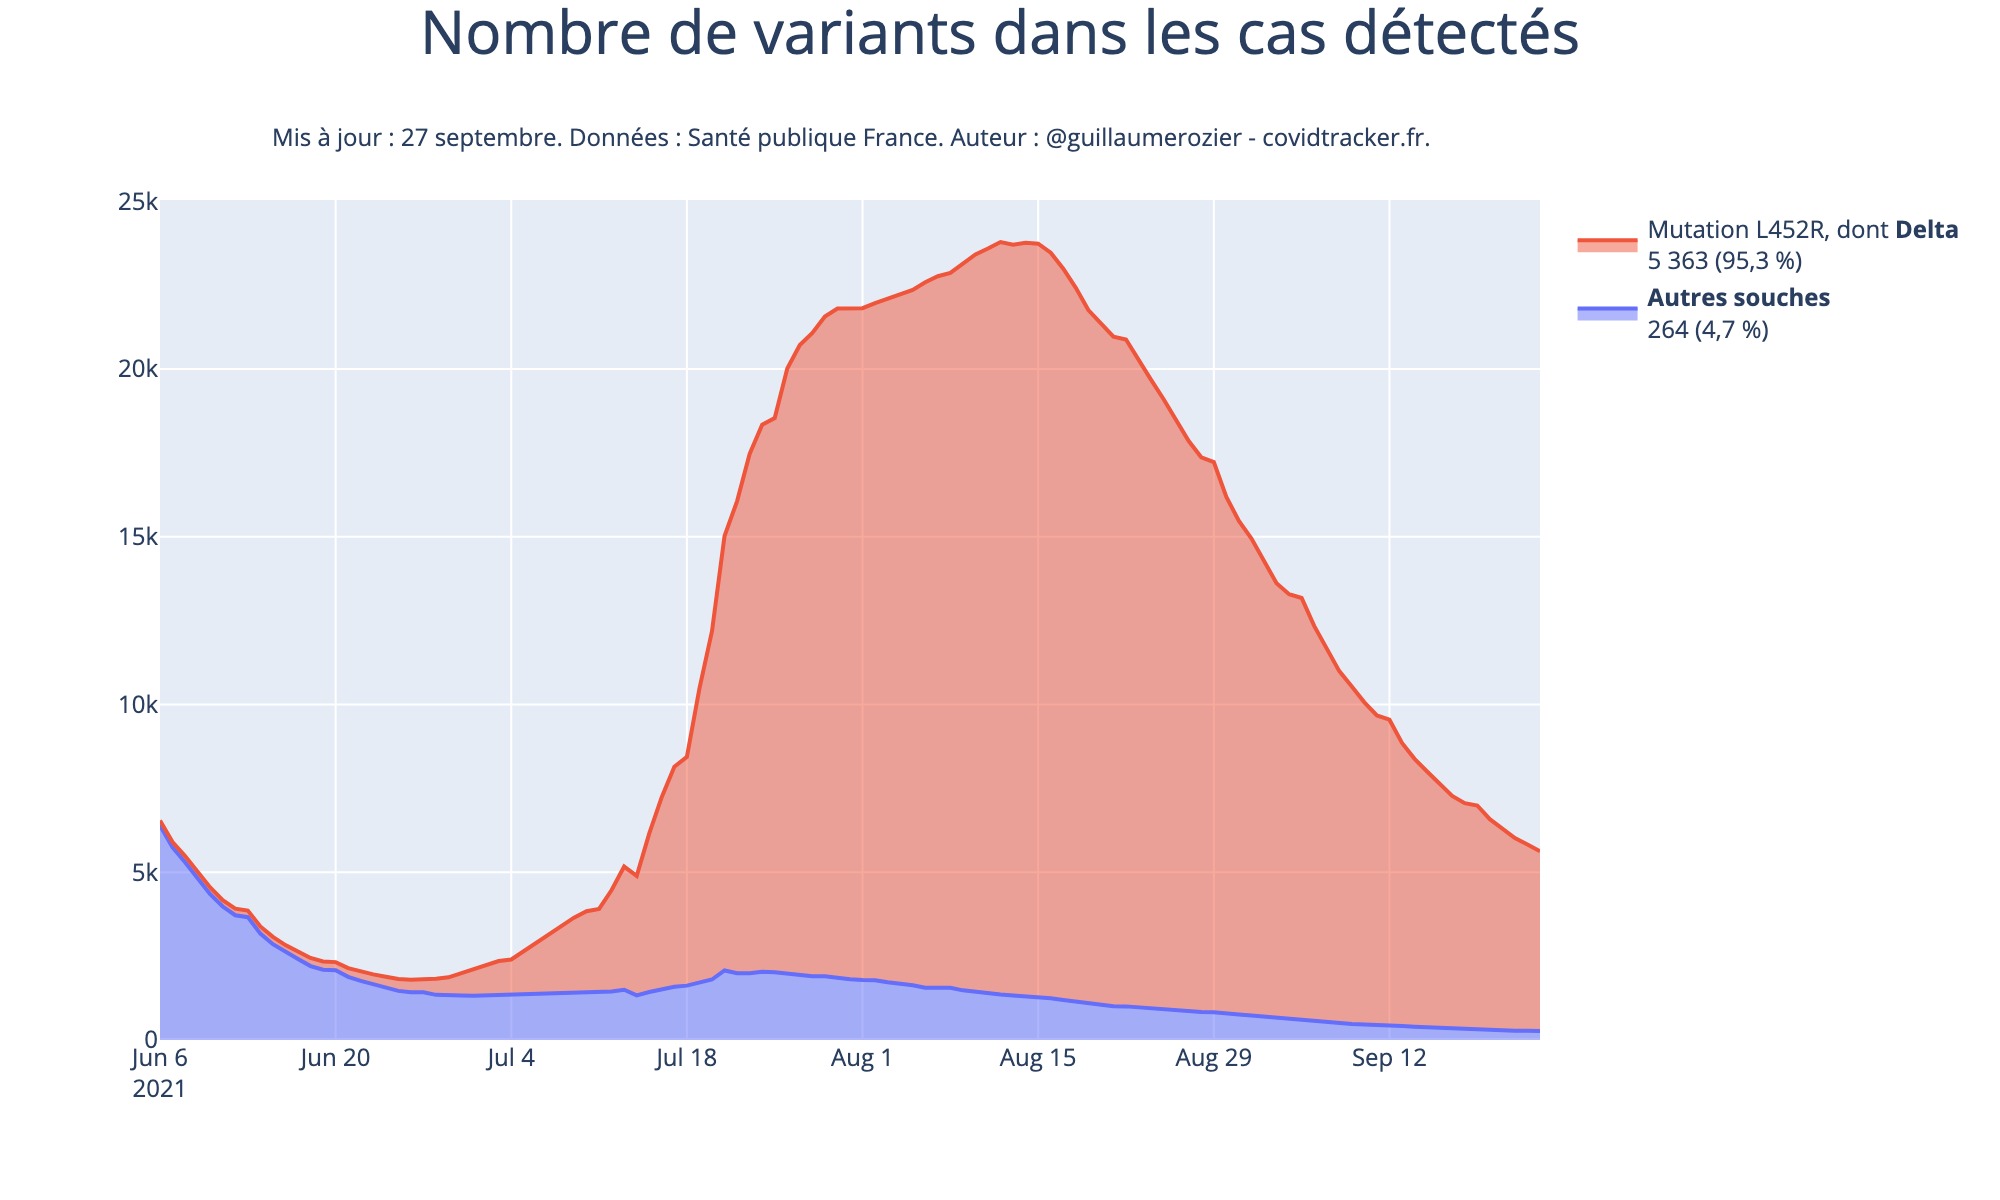 Nombre de variants dans les cas détectés
Mis à jour : 27 septembre. Données : Santé publique France. Auteur : @guillaumerozier - covidtracker.fr.
25k
20k
15k
10k
5k
0
Jun 6
2021
Jun 20
Jul 4
Jul 18
Aug 1
Aug 15
Aug 29
Sep 12
Mutation L452R, dont Delta
5 363 (95,3 %)
Autres souches
264 (4,7 %)